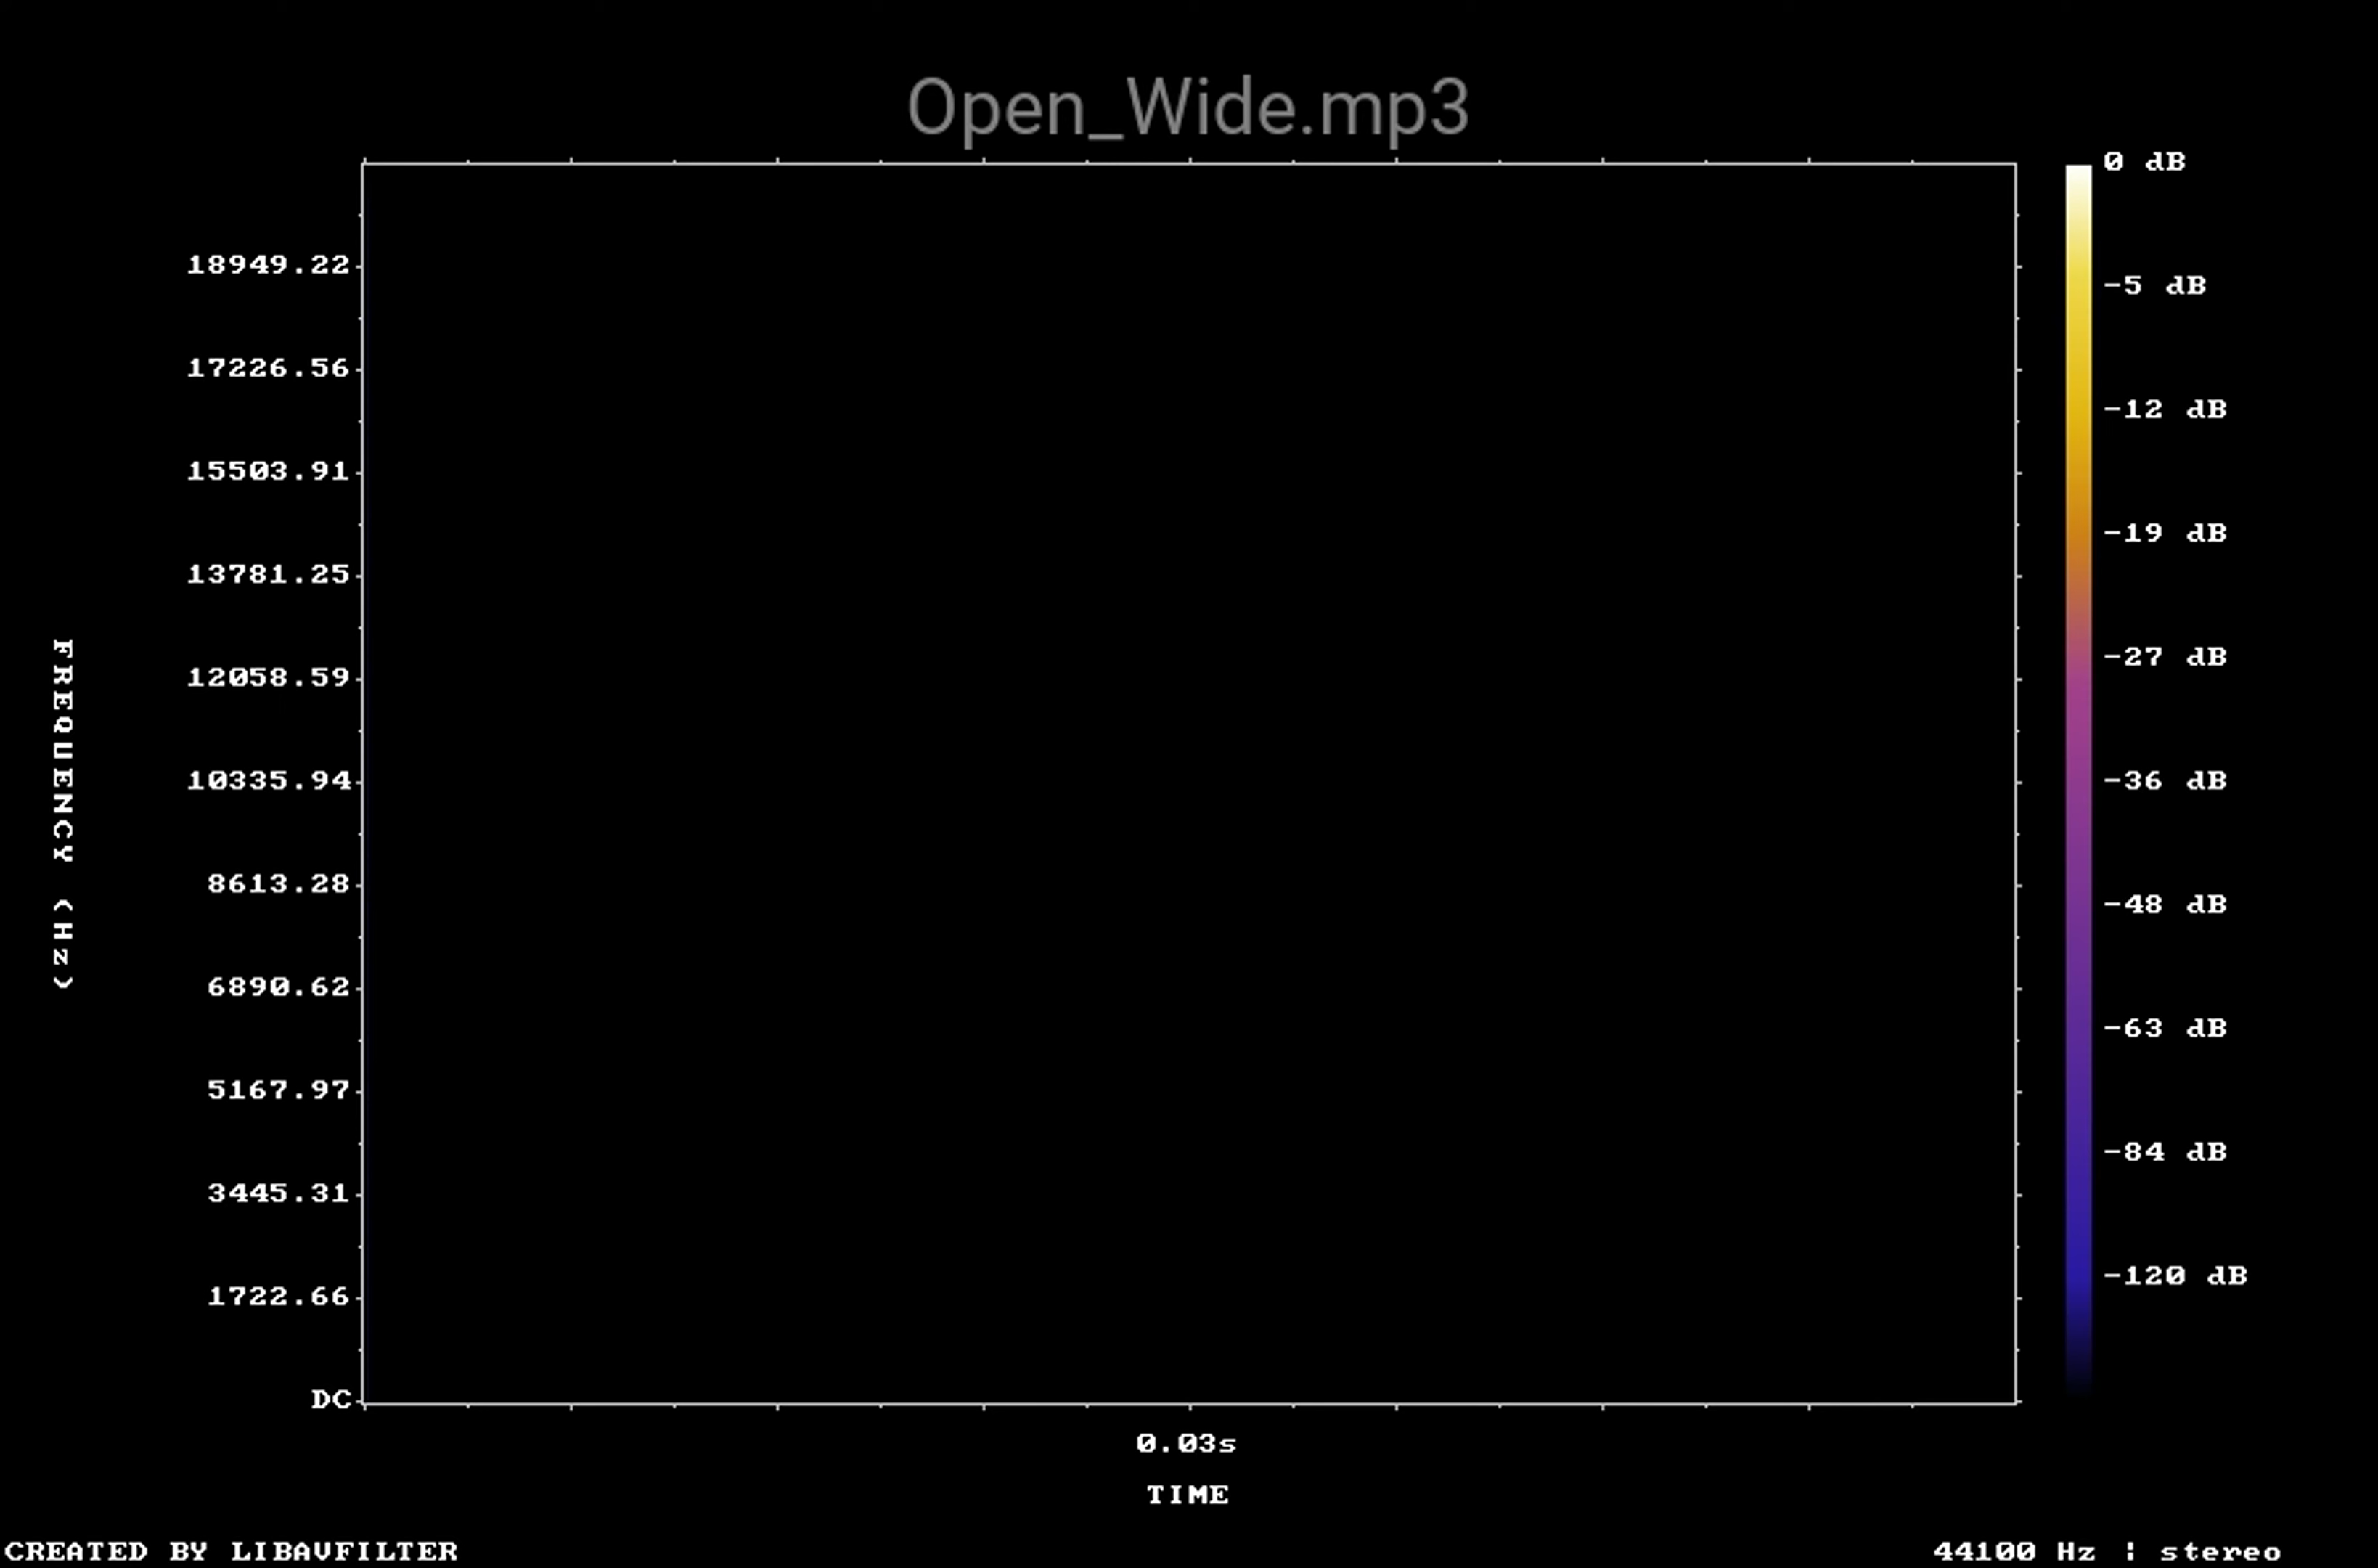 Open_Wide.mp3
0 dB
18949.22
-5 dB
17226.56
-12 dB
15503.91
-19 dB
13781.25
-27 dB
12058.59
10335.94
-36 dB
8613.28
-48 dB
6890.62
-63 dB
5167.97
-84 dB
3445.31
-120 dB
1722.66
DC
FREQUENCY (Hz)
0.03s
TIME
CREATED BY LIBAVFILTER
44100 Hz | stereo